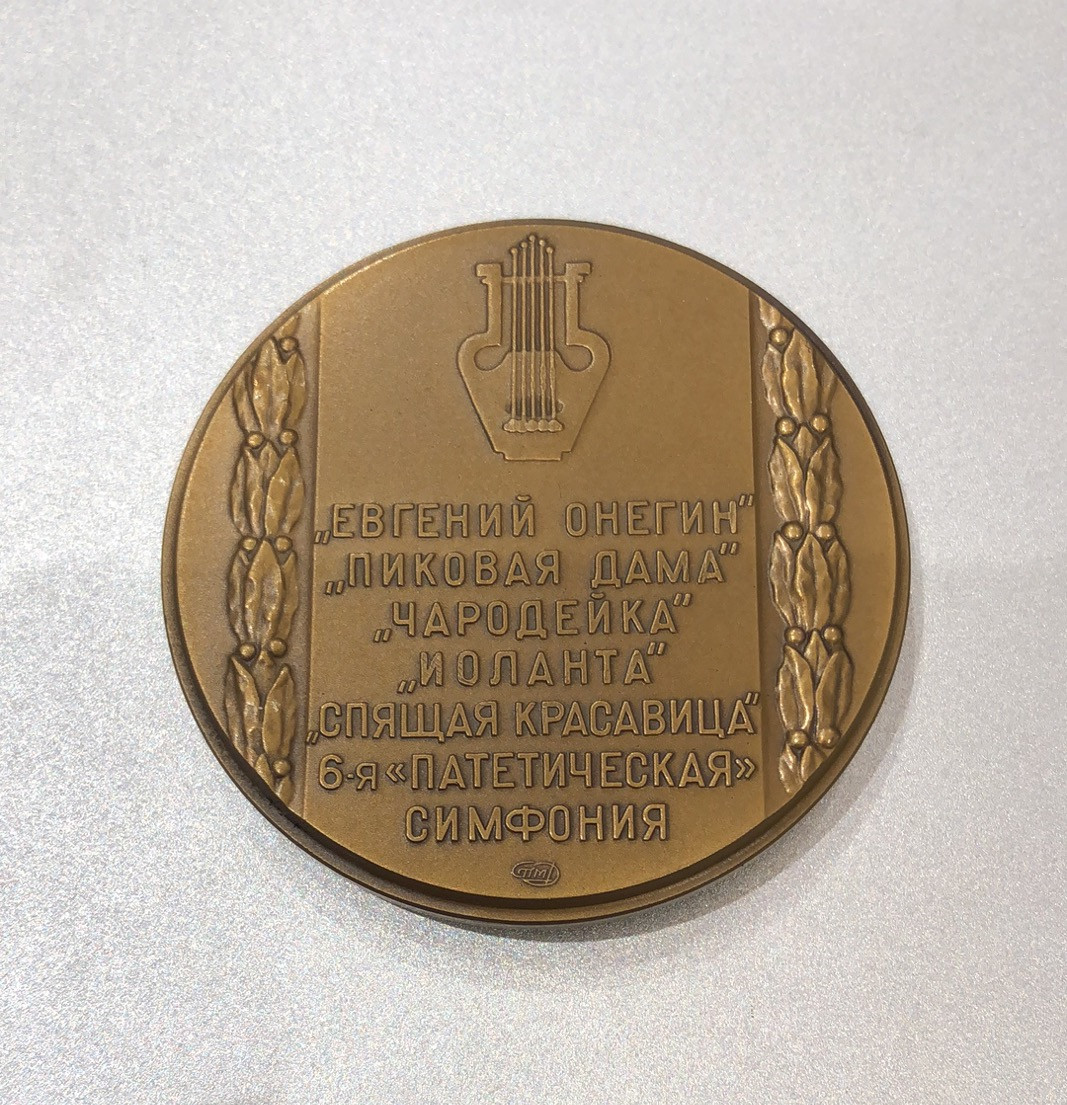 „ЕВГЕНИЙ ОНЕГИН"
„ПИКОВАЯ ДАМА"
„ЧАРОДЕЙКА"
„ИОЛАНТА"
„СПЯЩАЯ КРАСАВИЦА"
6-я «ПАТЕТИЧЕСКАЯ»
СИМФОНИЯ